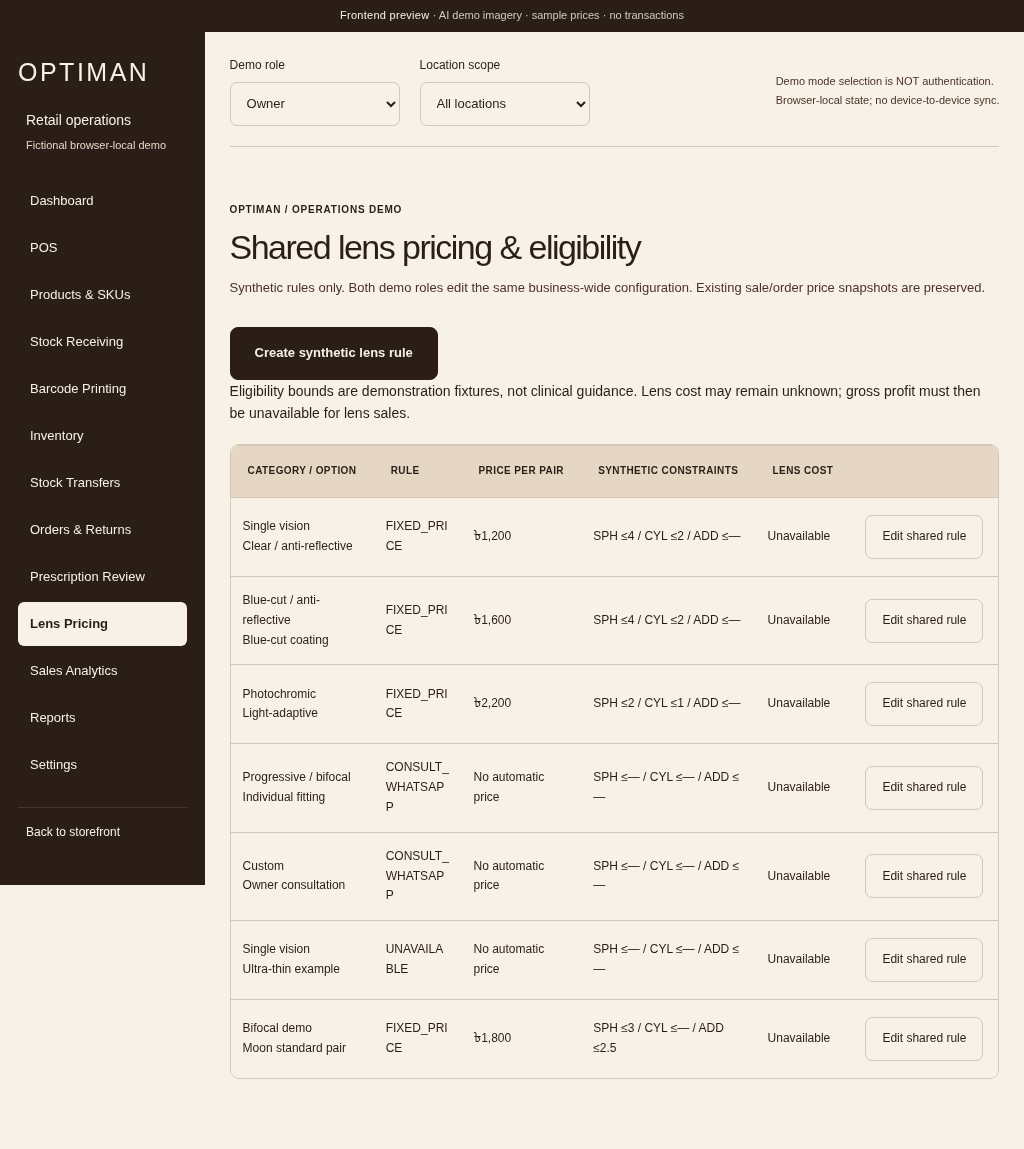 Frontend preview · AI demo imagery · sample prices · no transactions
OPTIMAN
Retail operations
Fictional browser-local demo
Dashboard
POS
Products & SKUs
Stock Receiving
Barcode Printing
Inventory
Stock Transfers
Orders & Returns
Prescription Review
Lens Pricing
Sales Analytics
Reports
Settings
Back to storefront
Demo role
Owner
Location scope
All locations
Demo mode selection is NOT authentication.
Browser-local state; no device-to-device sync.
OPTIMAN / OPERATIONS DEMO
Shared lens pricing & eligibility
Synthetic rules only. Both demo roles edit the same business-wide configuration. Existing sale/order price snapshots are preserved.
Create synthetic lens rule
Eligibility bounds are demonstration fixtures, not clinical guidance. Lens cost may remain unknown; gross profit must then
be unavailable for lens sales.
CATEGORY / OPTION RULE PRICE PER PAIR SYNTHETIC CONSTRAINTS LENS COST
Single vision
Clear / anti-reflective
FIXED_PRI
CE
৳1,200
SPH ≤4 / CYL ≤2 / ADD ≤—
Unavailable
Edit shared rule
Blue-cut / anti-
reflective
Blue-cut coating
FIXED_PRI
CE
৳1,600
SPH ≤4 / CYL ≤2 / ADD ≤—
Unavailable
Edit shared rule
Photochromic
Light-adaptive
FIXED_PRI
CE
৳2,200
SPH ≤2 / CYL ≤1 / ADD ≤—
Unavailable
Edit shared rule
Progressive / bifocal
Individual fitting
CONSULT_
WHATSAP
P
No automatic
price
SPH ≤— / CYL ≤— / ADD ≤
—
Unavailable
Edit shared rule
Custom
Owner consultation
CONSULT_
WHATSAP
P
No automatic
price
SPH ≤— / CYL ≤— / ADD ≤
—
Unavailable
Edit shared rule
Single vision
Ultra-thin example
UNAVAILA
BLE
No automatic
price
SPH ≤— / CYL ≤— / ADD ≤
—
Unavailable
Edit shared rule
Bifocal demo
Moon standard pair
FIXED_PRI
CE
৳1,800
SPH ≤3 / CYL ≤— / ADD
≤2.5
Unavailable
Edit shared rule